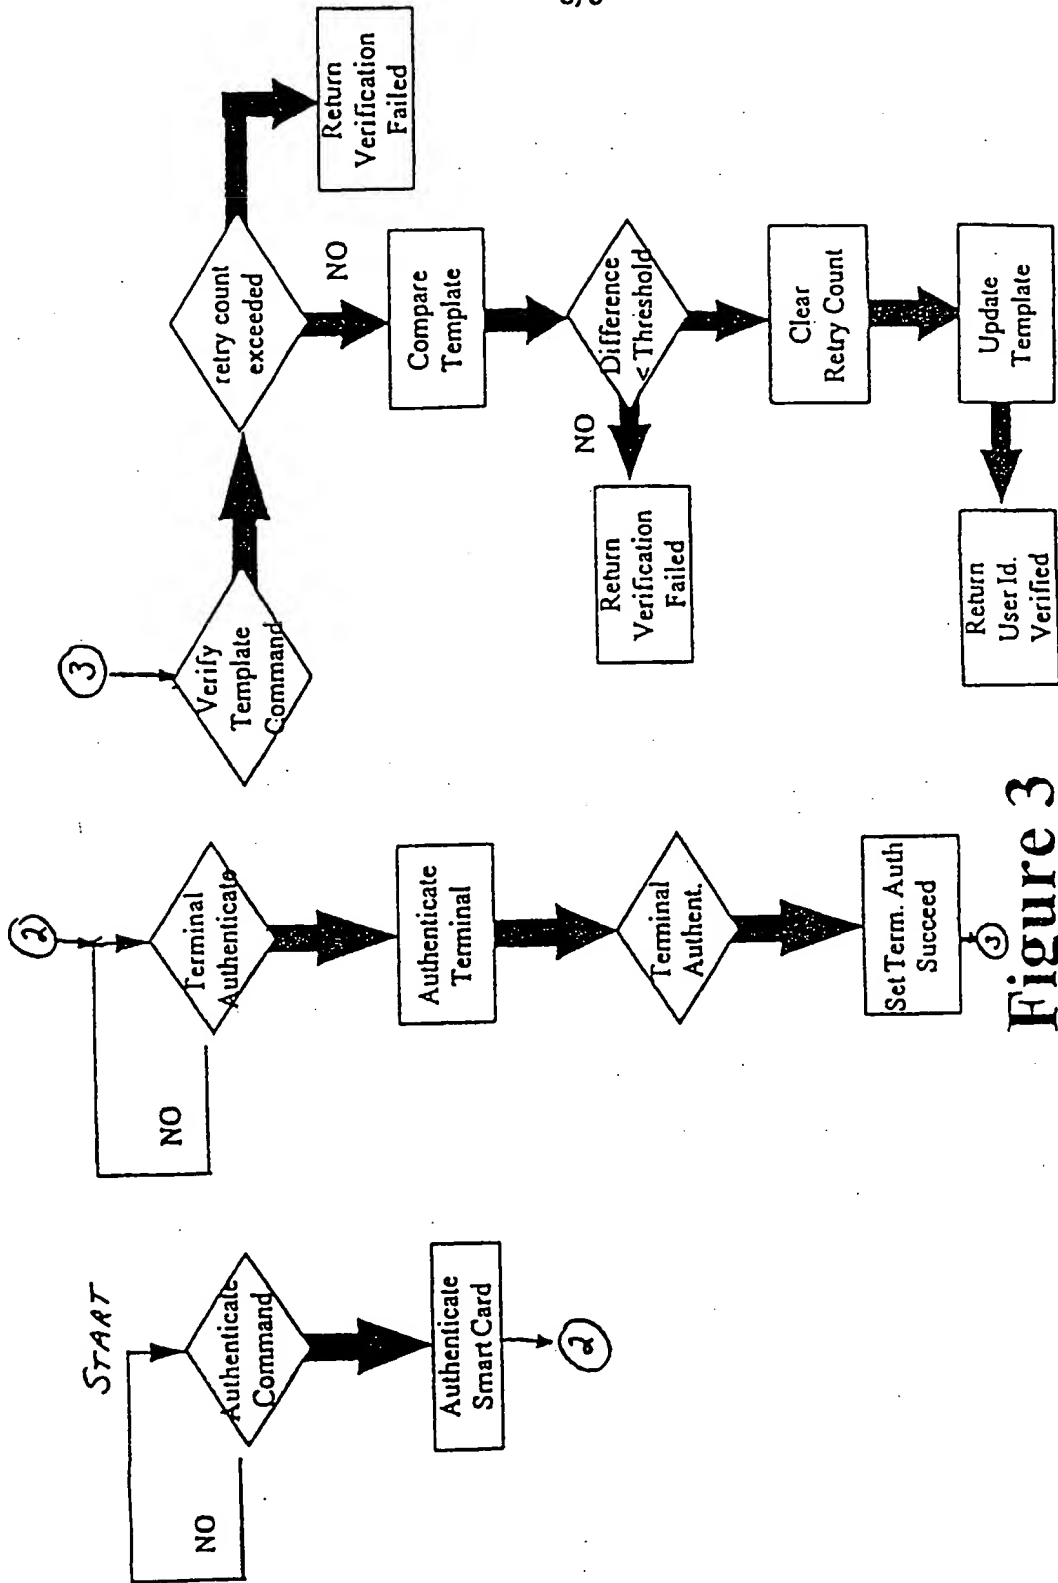 START
Authenticate
Command
NO
Authenticate
Smart Card
2
2
Terminal
Authenticate
NO
Authenticate
Terminal
Terminal
Authent.
Set Term. Auth
Succeed
3
3
Verify
Template
Command
retry count
exceeded
Return
Verification
Failed
NO
Compare
Template
Difference
< Threshold
NO
Return
Verification
Failed
Clear
Retry Count
Update
Template
Return
User Id.
Verified
Figure 3